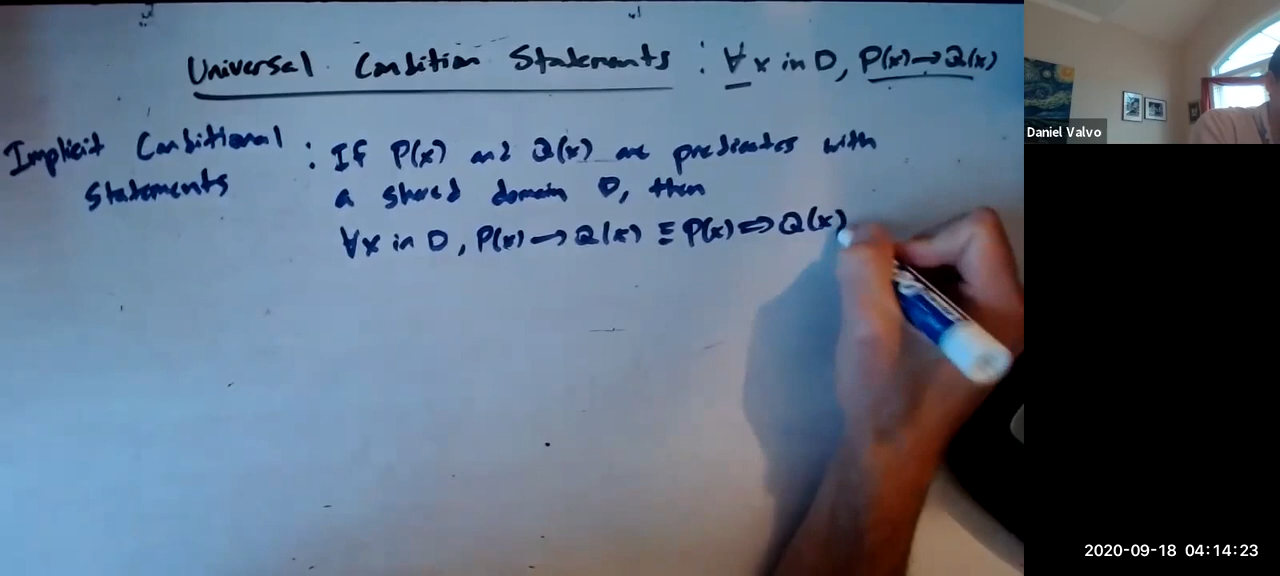 Universal Condition Statements : ∀x in D, P(x)→Q(x)
Implicit Conditional Statements : If P(x) and Q(x) are predicates with
a shared domain D, then
∀x in D, P(x) → Q(x) ≡ P(x) ⇒ Q(x)
Daniel Valvo
2020-09-18 04:14:23